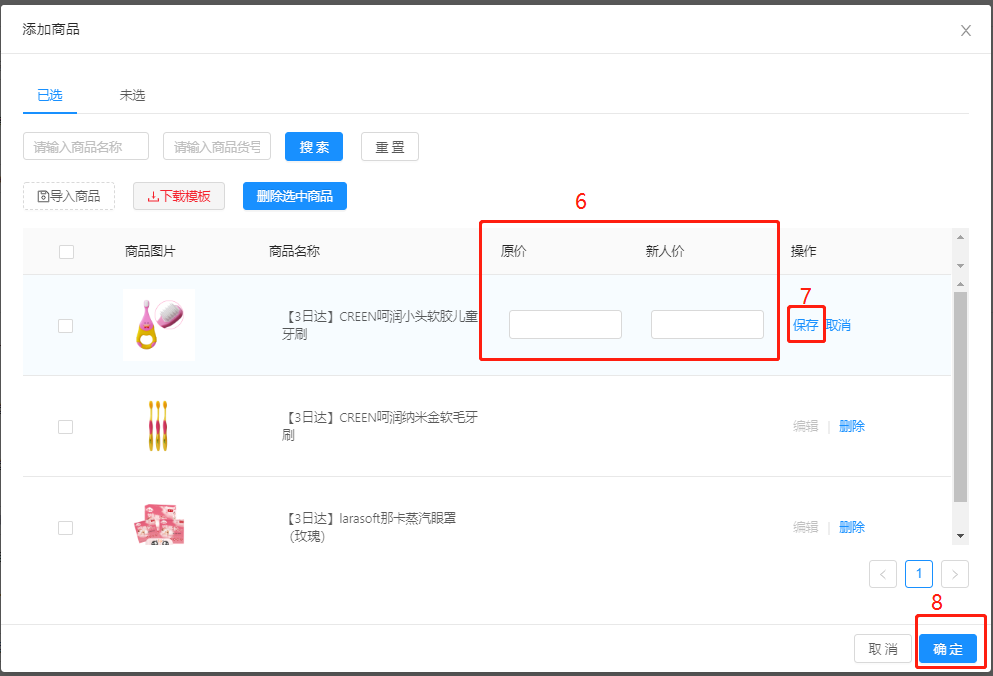 添加商品
已选 未选
请输入商品名称 请输入商品货号 搜 索 重 置
导入商品 下载模板 删除选中商品
6
商品图片 商品名称 原价 新人价 操作
7
【3日达】CREEN呵润小头软胶儿童 保存 取消
牙刷
【3日达】CREEN呵润纳米金软毛牙
刷
编辑 | 删除
【3日达】larasoft那卡蒸汽眼罩
（玫瑰）
编辑 | 删除
< 1 >
8
取 消 确 定